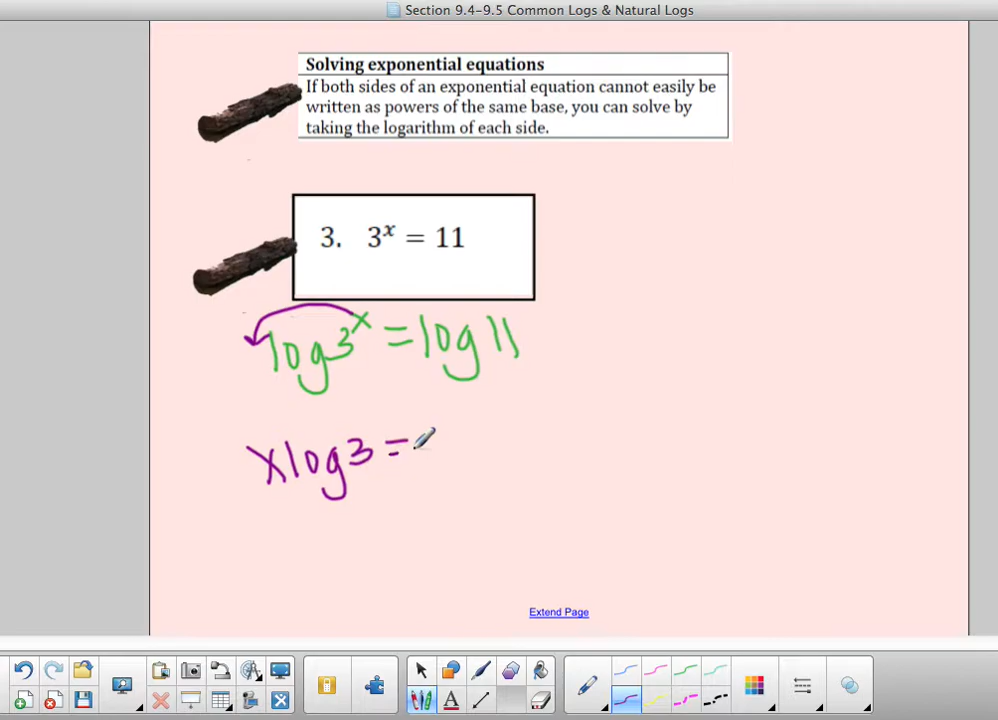 Section 9.4-9.5 Common Logs & Natural Logs
Solving exponential equations
If both sides of an exponential equation cannot easily be
written as powers of the same base, you can solve by
taking the logarithm of each side.
3. 3ˣ = 11
log 3ˣ = log 11
x log 3 =
Extend Page
A